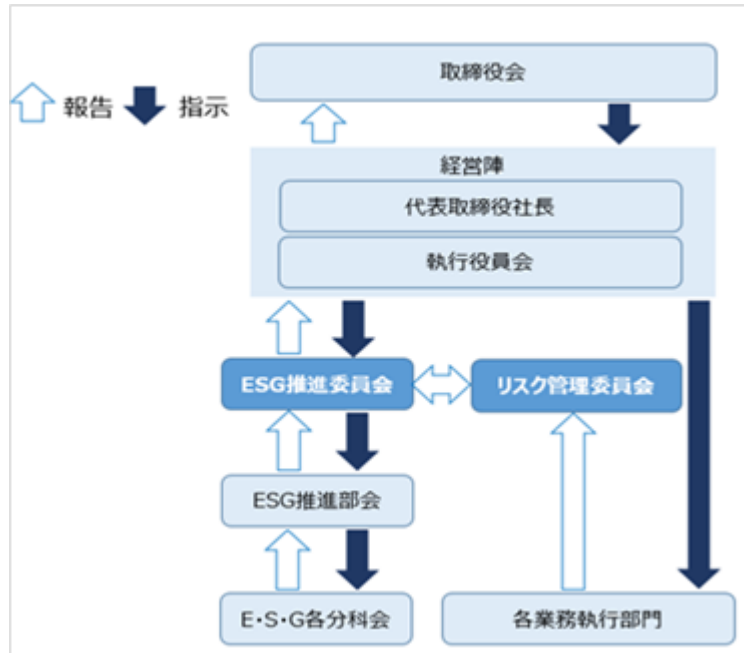 取締役会
報告 指示
経営陣
代表取締役社長
執行役員会
ESG推進委員会 リスク管理委員会
ESG推進部会
E・S・G各分科会 各業務執行部門